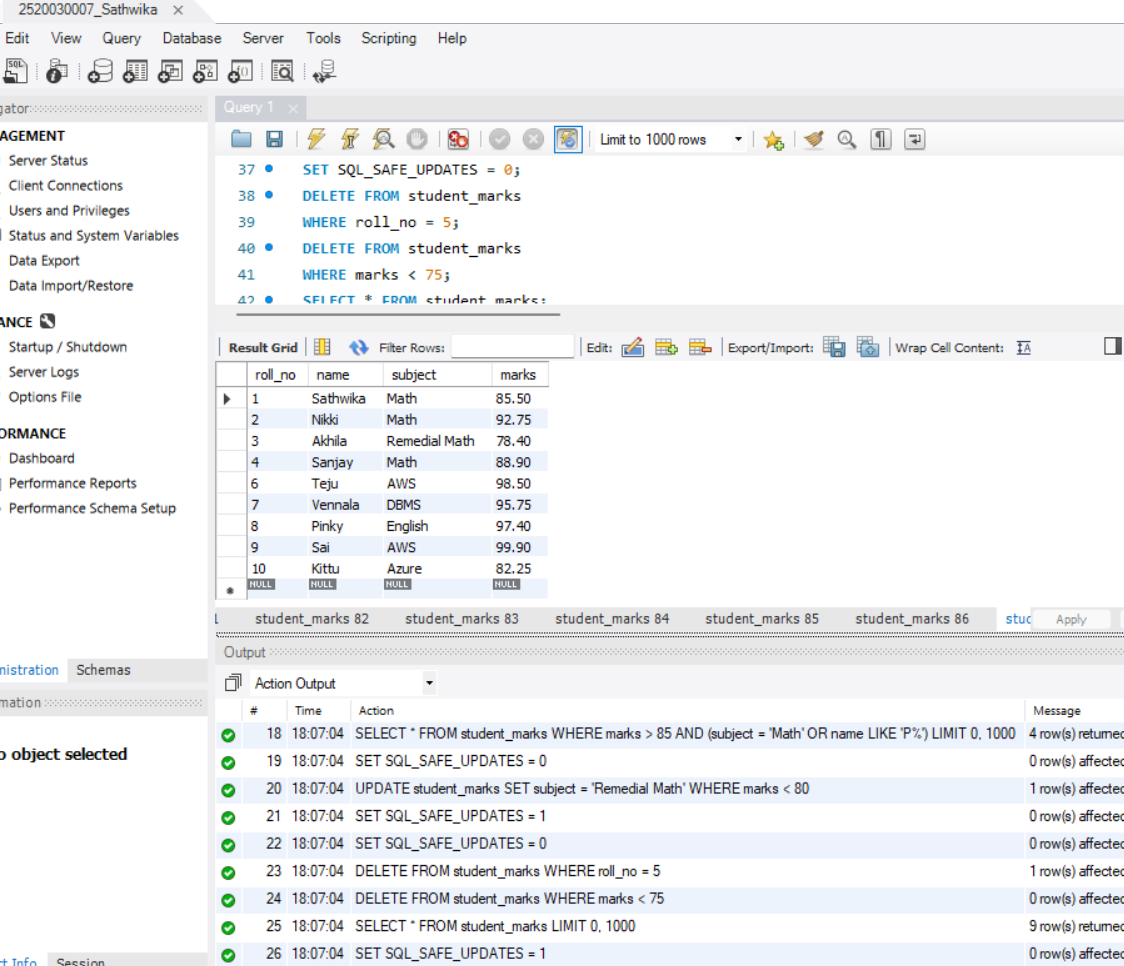 2520030007_Sathwika ×
Edit View Query Database Server Tools Scripting Help
gator
Query 1 ×
AGEMENT
Server Status
Client Connections
Users and Privileges
Status and System Variables
Data Export
Data Import/Restore
ANCE
Startup / Shutdown
Server Logs
Options File
ORMANCE
Dashboard
Performance Reports
Performance Schema Setup
Limit to 1000 rows
37 SET SQL_SAFE_UPDATES = 0;
38 DELETE FROM student_marks
39 WHERE roll_no = 5;
40 DELETE FROM student_marks
41 WHERE marks < 75;
42 SELECT * FROM student_marks;
Result Grid Filter Rows: Edit: Export/Import: Wrap Cell Content:
roll_no name subject marks
1 Sathwika Math 85.50
2 Nikki Math 92.75
3 Akhila Remedial Math 78.40
4 Sanjay Math 88.90
6 Teju AWS 98.50
7 Vennala DBMS 95.75
8 Pinky English 97.40
9 Sai AWS 99.90
10 Kittu Azure 82.25
NULL NULL NULL NULL
student_marks 82 student_marks 83 student_marks 84 student_marks 85 student_marks 86 stud Apply
Output
nistration Schemas
mation
o object selected
ct Info Session
Action Output
# Time Action Message
18 18:07:04 SELECT * FROM student_marks WHERE marks > 85 AND (subject = 'Math' OR name LIKE 'P%') LIMIT 0, 1000 4 row(s) returned
19 18:07:04 SET SQL_SAFE_UPDATES = 0 0 row(s) affected
20 18:07:04 UPDATE student_marks SET subject = 'Remedial Math' WHERE marks < 80 1 row(s) affected
21 18:07:04 SET SQL_SAFE_UPDATES = 1 0 row(s) affected
22 18:07:04 SET SQL_SAFE_UPDATES = 0 0 row(s) affected
23 18:07:04 DELETE FROM student_marks WHERE roll_no = 5 1 row(s) affected
24 18:07:04 DELETE FROM student_marks WHERE marks < 75 0 row(s) affected
25 18:07:04 SELECT * FROM student_marks LIMIT 0, 1000 9 row(s) returned
26 18:07:04 SET SQL_SAFE_UPDATES = 1 0 row(s) affected